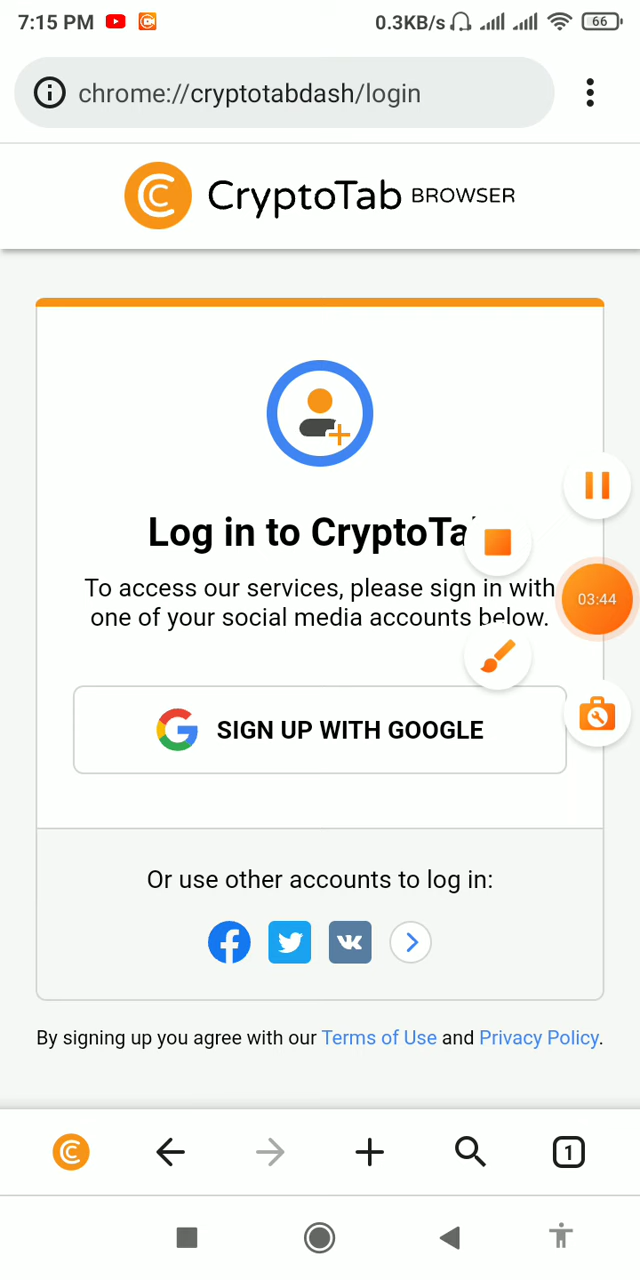 7:15 PM 0.3KB/s 66
chrome://cryptotabdash/login
CryptoTab BROWSER
Log in to CryptoTa
To access our services, please sign in with
one of your social media accounts below.
03:44
SIGN UP WITH GOOGLE
Or use other accounts to log in:
By signing up you agree with our Terms of Use and Privacy Policy.
1